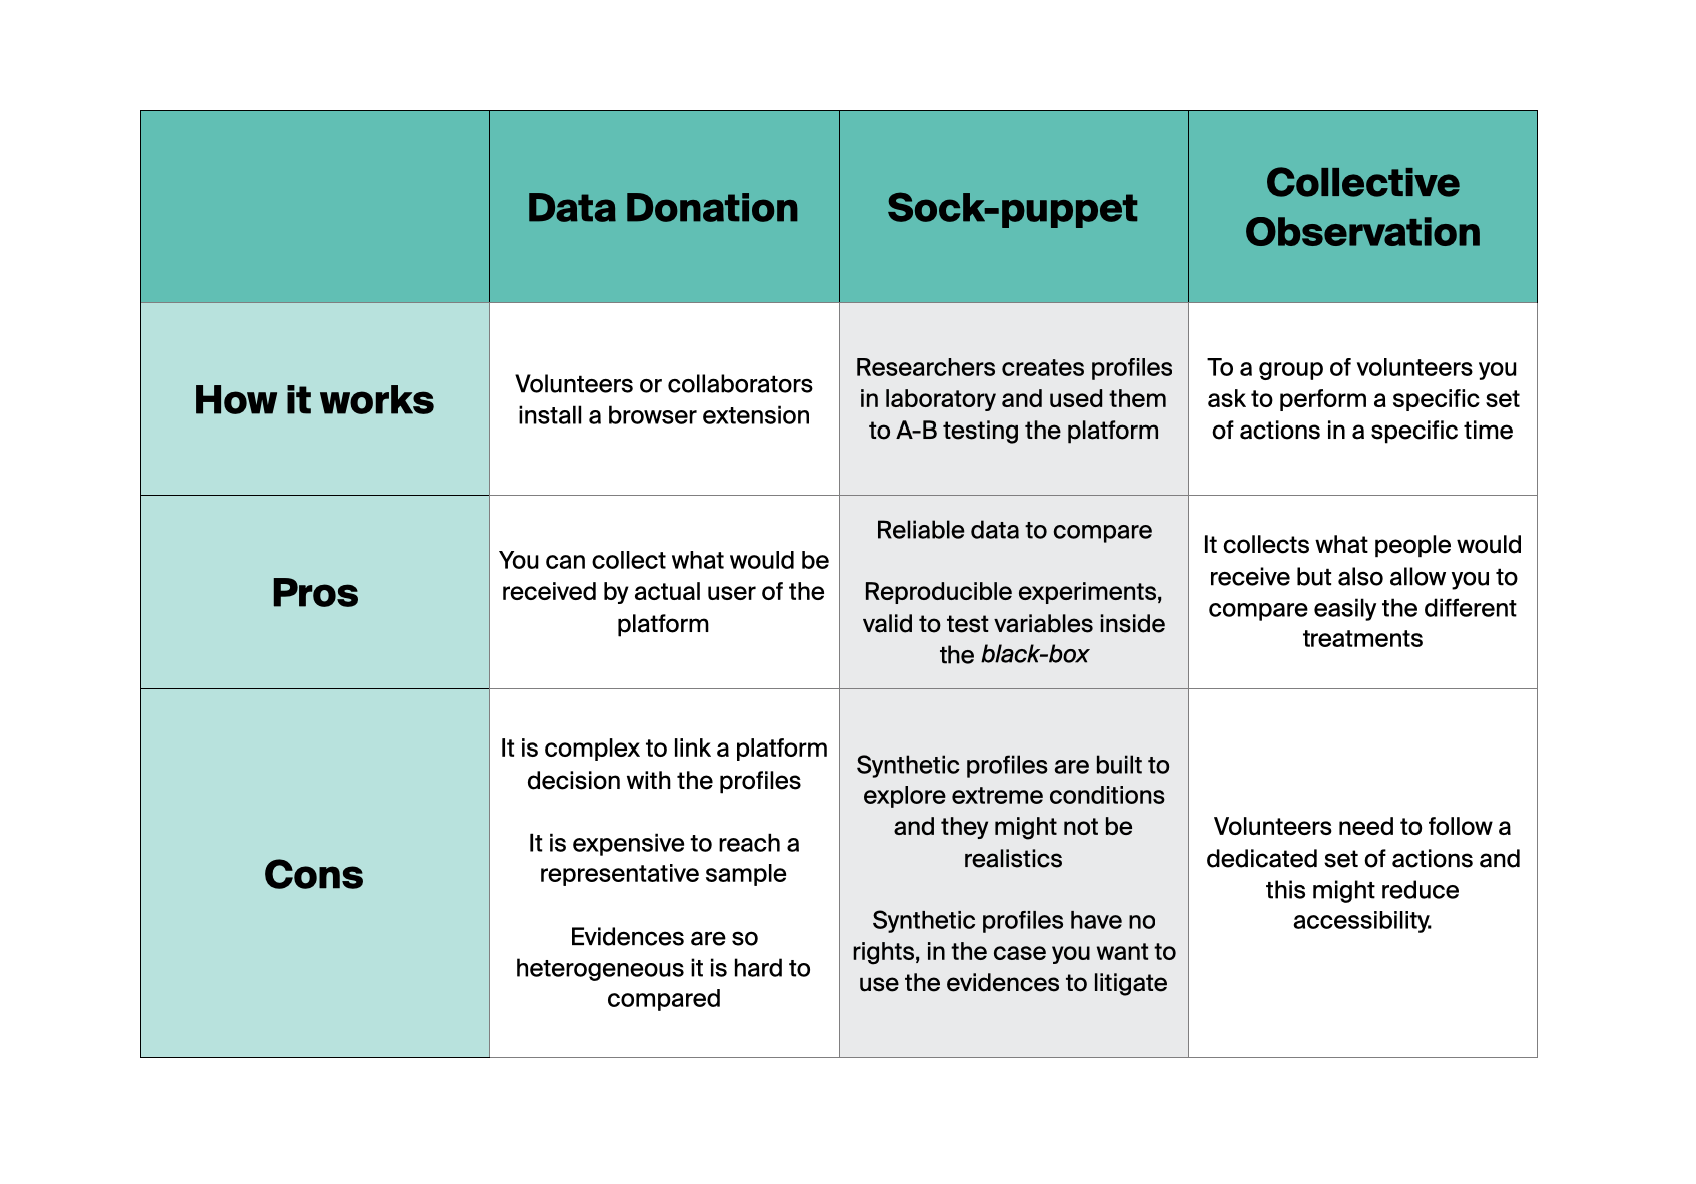 Data Donation
Sock-puppet
Collective
Observation
How it works
Volunteers or collaborators
install a browser extension
Researchers creates profiles
in laboratory and used them
to A-B testing the platform
To a group of volunteers you
ask to perform a specific set
of actions in a specific time
Pros
You can collect what would be
received by actual user of the
platform
Reliable data to compare
Reproducible experiments,
valid to test variables inside
the black-box
It collects what people would
receive but also allow you to
compare easily the different
treatments
Cons
It is complex to link a platform
decision with the profiles
It is expensive to reach a
representative sample
Evidences are so
heterogeneous it is hard to
compared
Synthetic profiles are built to
explore extreme conditions
and they might not be
realistics
Synthetic profiles have no
rights, in the case you want to
use the evidences to litigate
Volunteers need to follow a
dedicated set of actions and
this might reduce
accessibility.